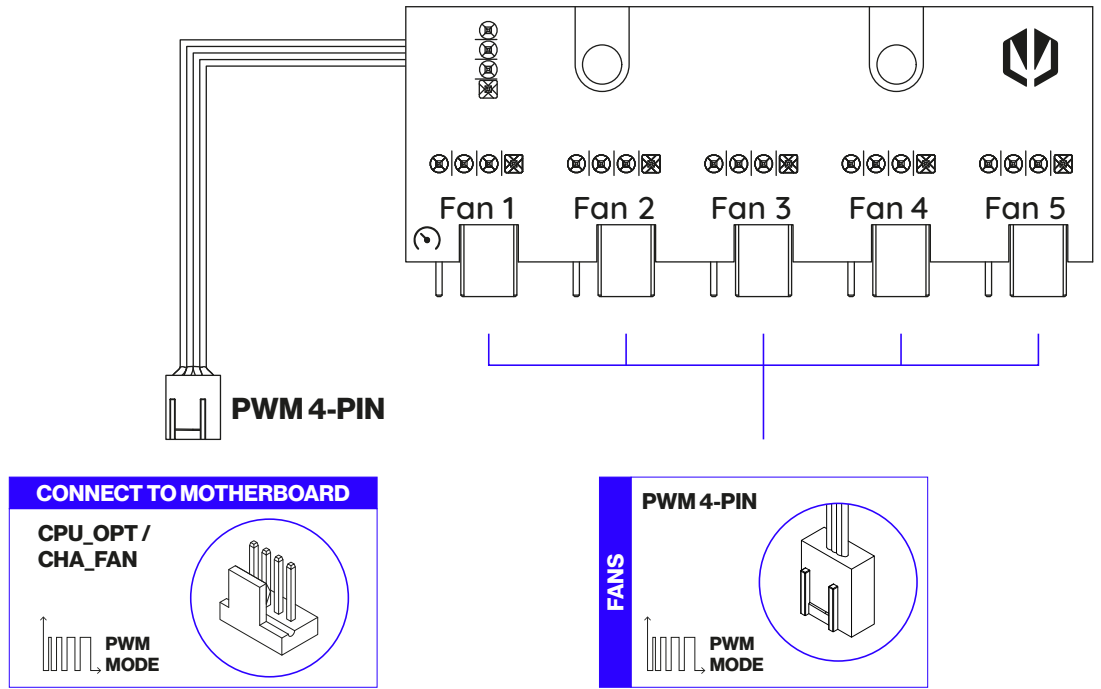 Fan 1 Fan 2 Fan 3 Fan 4 Fan 5
PWM 4-PIN
CONNECT TO MOTHERBOARD
CPU_OPT /
CHA_FAN
PWM
MODE
FANS
PWM 4-PIN
PWM
MODE